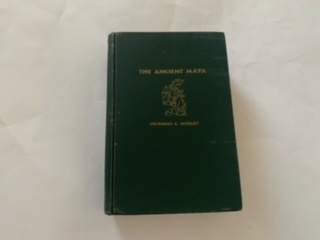 THE ANCIENT MAYA
SYLVANUS G. MORLEY